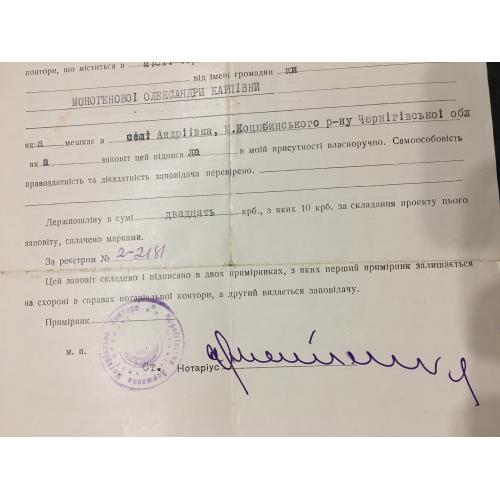 контори, що міститься в
від імені громадян ки
МОНОГЕНОВОЇ ОЛЕКСАНДРИ КАРПІВНИ
як а мешкає в селі Андріівка, М.Коцюбинського р-ну Чернігівської обл
як а заповіт цей підписа ла в моїй присутності власноручно. Самоособовість
правоздатність та дієздатність заповідача перевірено.
Держпошліну в сумі двадцять крб., з яких 10 крб. за складання проекту цього
заповіту, сплачено марками.
За реєстром № 2-2181
Цей заповіт складено і підписано в двох примірниках, з яких перший примірник залишається
на схороні в справах нотаріальної контори, а другий видається заповідачу.
Примірник
м. п.
Ст. Нотаріус